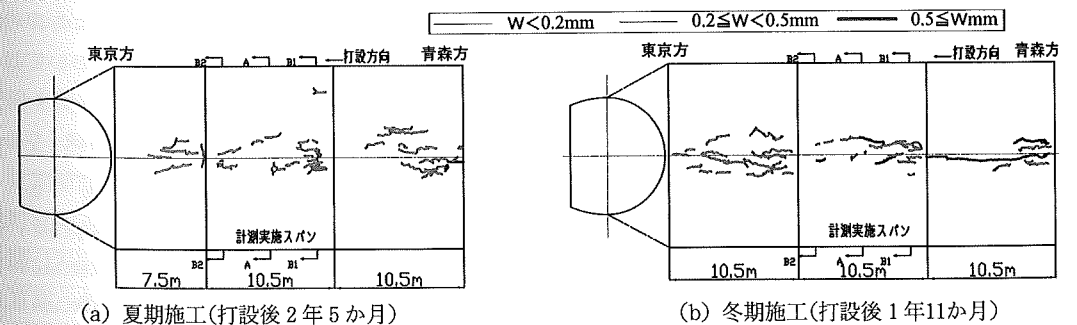 W<0.2mm 0.2≦W<0.5mm 0.5≦Wmm
東京方 B2 A B1 ←打設方向 青森方
計測実施スパン
B2 A B1
7.5m 10.5m 10.5m
(a) 夏期施工(打設後2年5か月)
東京方 B2 A B1 ←打設方向 青森方
計測実施スパン
B2 A B1
10.5m 10.5m 10.5m
(b) 冬期施工(打設後1年11か月)